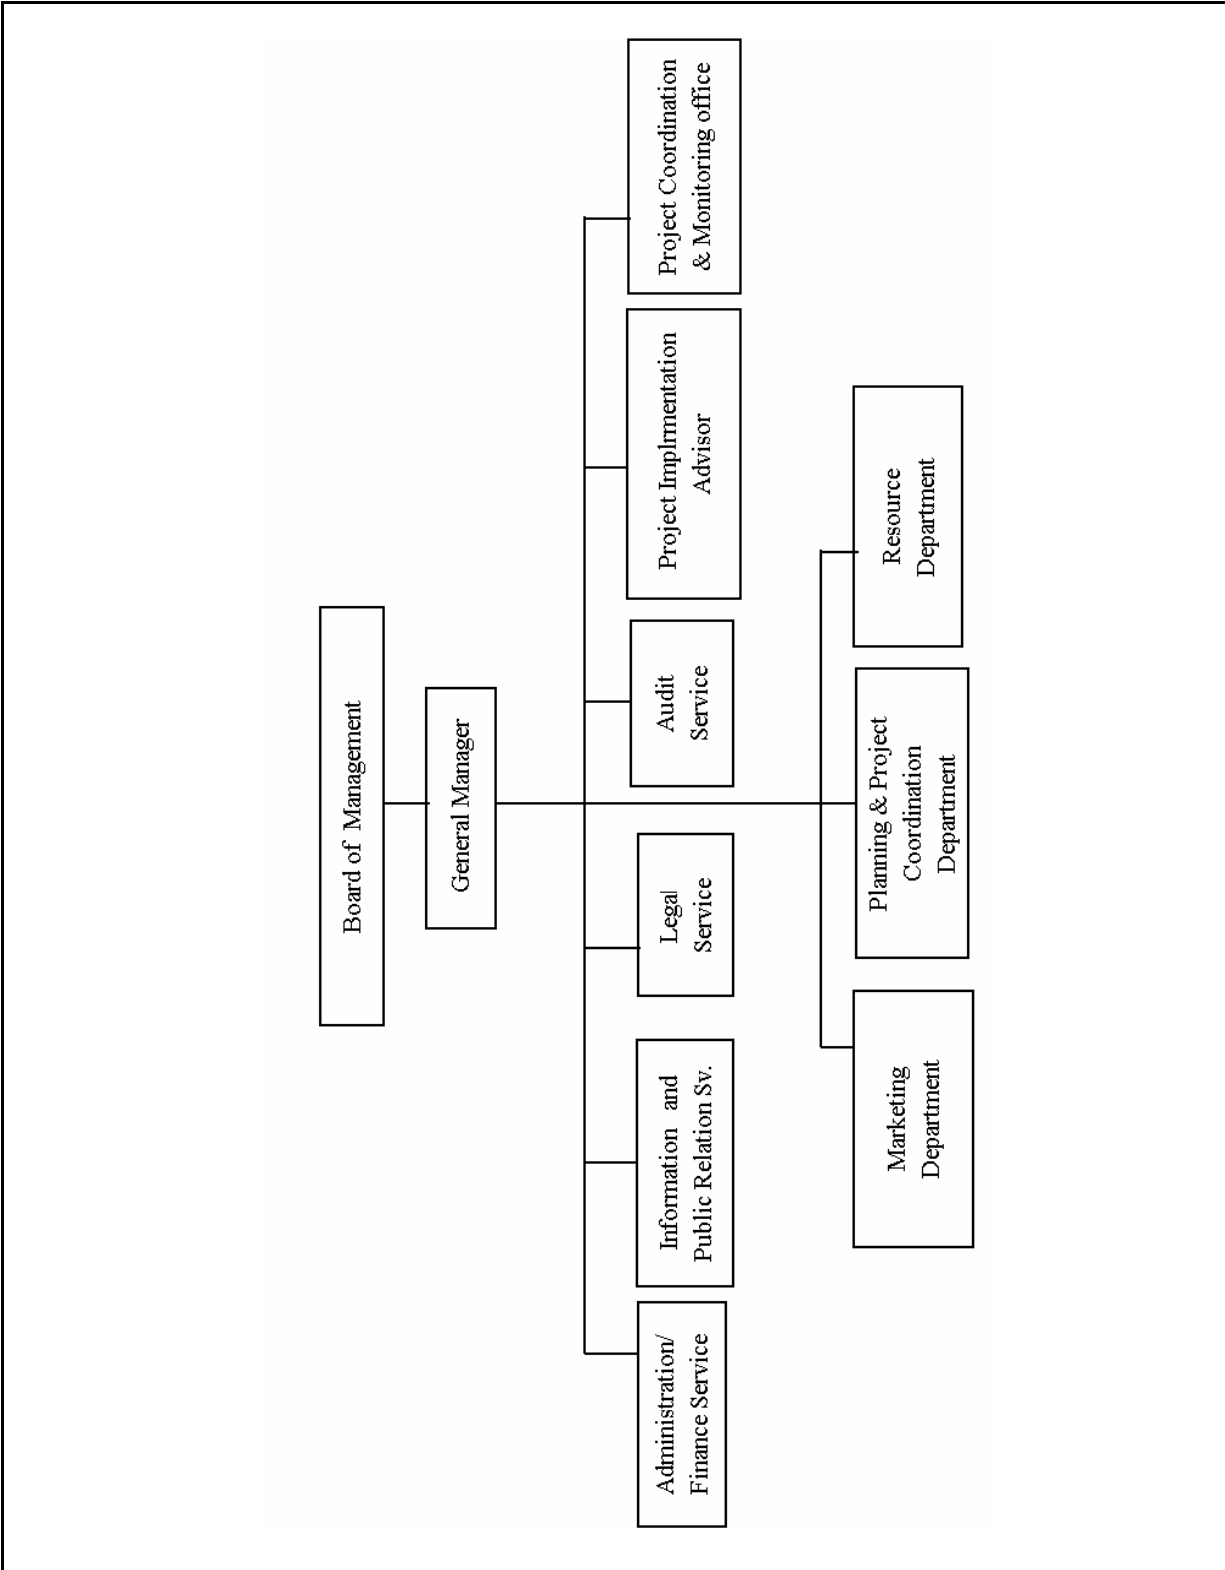 Board of Management
General Manager
Administration/
Finance Service
Information and
Public Relation Sv.
Legal
Service
Audit
Service
Project Implrmentation
Advisor
Project Coordination
& Monitoring office
Marketing
Department
Planning & Project
Coordination
Department
Resource
Department